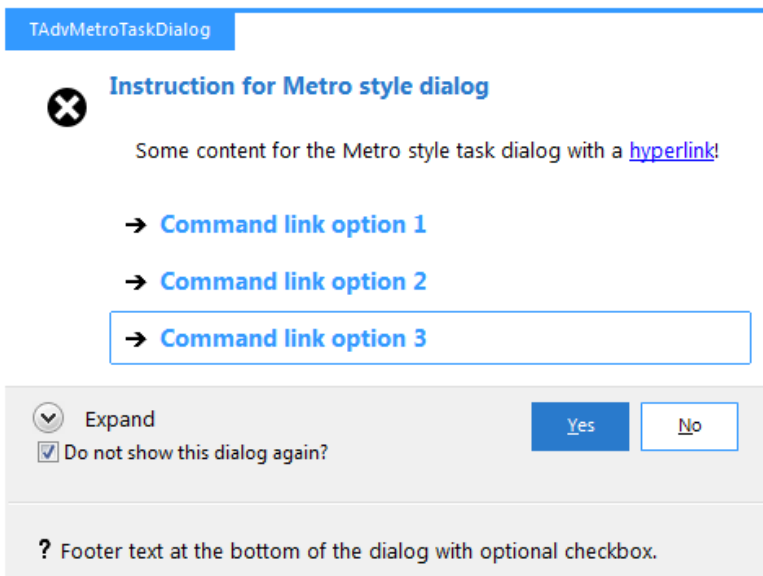 TAdvMetroTaskDialog
Instruction for Metro style dialog
Some content for the Metro style task dialog with a hyperlink!
Command link option 1
Command link option 2
Command link option 3
Expand
Yes
No
Do not show this dialog again?
? Footer text at the bottom of the dialog with optional checkbox.